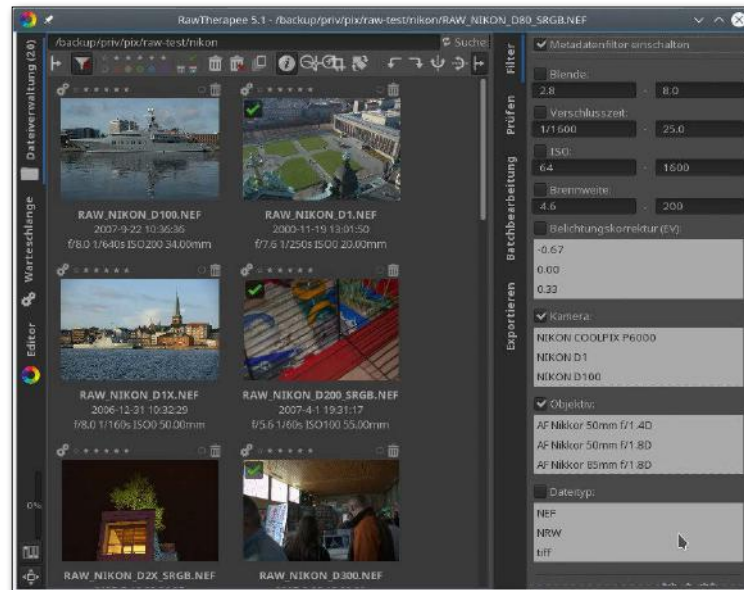 RawTherapee 5.1 - /backup/priv/pix/raw-test/nikon/RAW_NIKON_D80_SRGB.NEF
/backup/priv/pix/raw-test/nikon
Suche:
Dateiverwaltung (20)
Warteschlange
Editor
0%
RAW_NIKON_D100.NEF
2007-9-22 10:36:36
f/8.0 1/640s ISO200 34.00mm
RAW_NIKON_D1.NEF
2000-11-19 13:01:50
f/7.6 1/250s ISO0 20.00mm
RAW_NIKON_D1X.NEF
2006-12-31 10:32:29
f/8.0 1/160s ISO0 50.00mm
RAW_NIKON_D200_SRGB.NEF
2007-4-1 19:31:17
f/5.6 1/60s ISO100 55.00mm
RAW_NIKON_D2X_SRGB.NEF
RAW_NIKON_D300.NEF
Filter
Prüfen
Batchbearbeitung
Exportieren
Metadatenfilter einschalten
Blende:
2.8 - 8.0
Verschlusszeit:
1/1600 - 25.0
ISO:
64 - 1600
Brennweite:
4.6 - 200
Belichtungskorrektur (EV):
-0.67
0.00
0.33
Kamera:
NIKON COOLPIX P6000
NIKON D1
NIKON D100
Objektiv:
AF Nikkor 50mm f/1.4D
AF Nikkor 50mm f/1.8D
AF Nikkor 85mm f/1.8D
Dateityp:
NEF
NRW
tiff